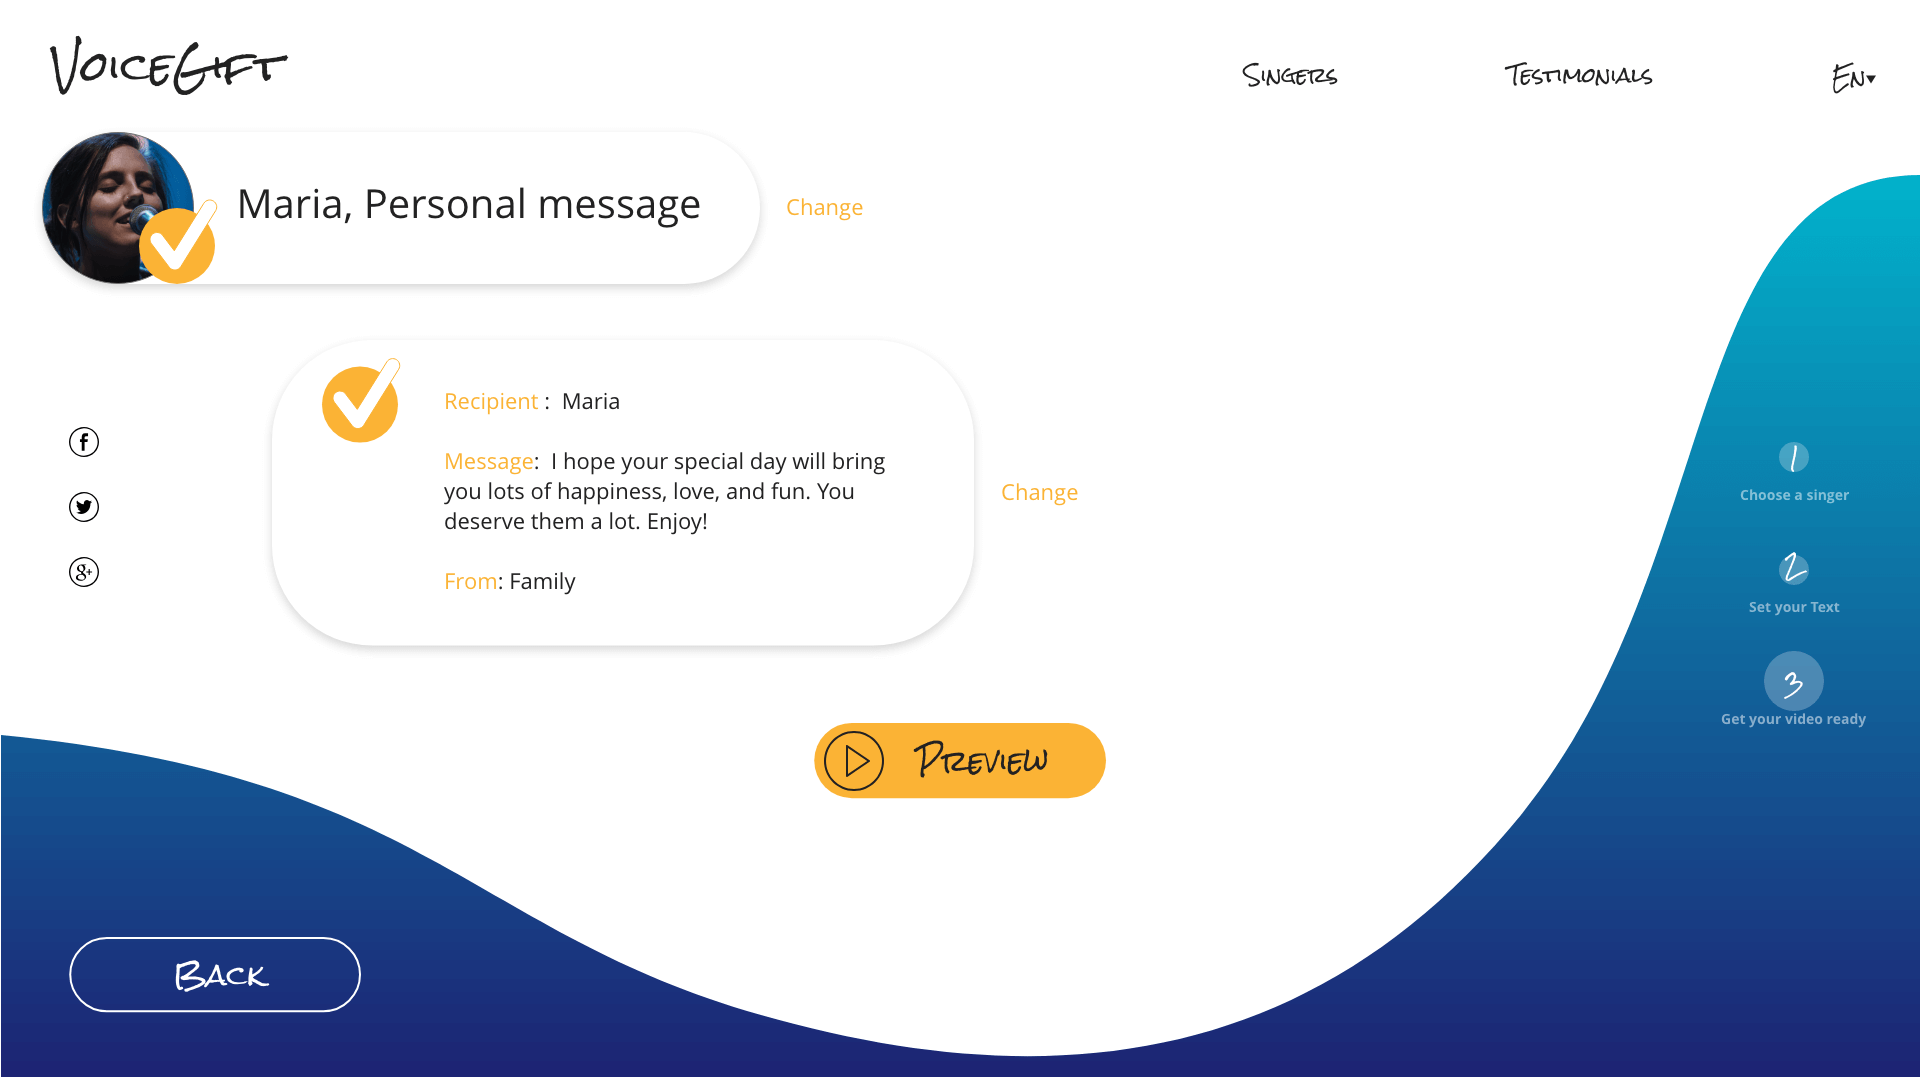 VoiceGift
Singers
Testimonials
En▾
Maria, Personal message
Change
Recipient :  Maria
Message:  I hope your special day will bring
you lots of happiness, love, and fun. You
deserve them a lot. Enjoy!
From: Family
Change
1
Choose a singer
2
Set your Text
3
Get your video ready
Preview
Back